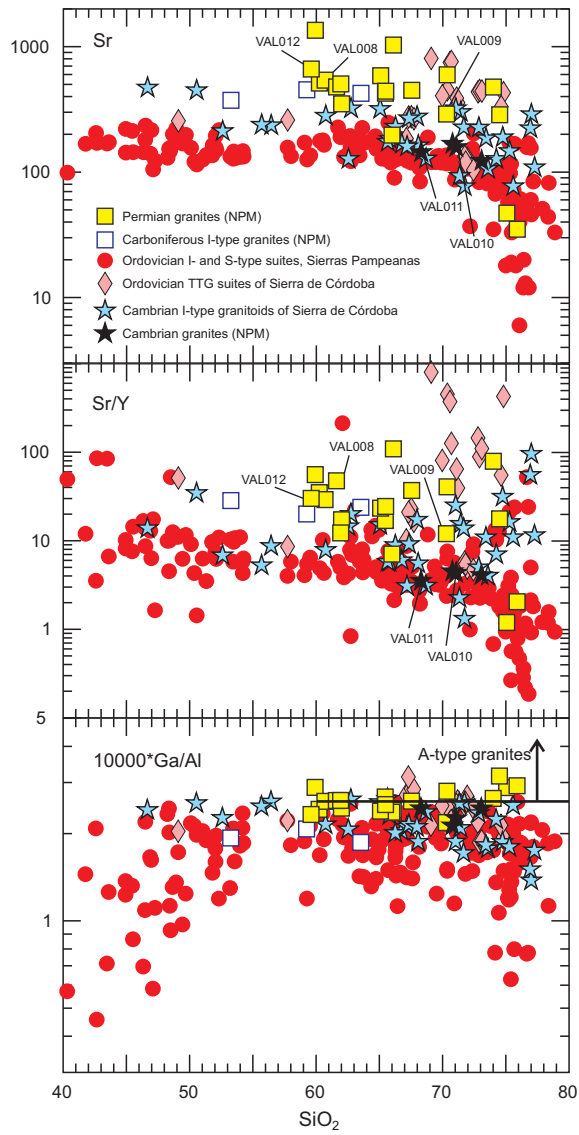 1000
Sr
VAL012
VAL008
VAL009
100
VAL011
VAL010
Permian granites (NPM)
Carboniferous I-type granites (NPM)
Ordovician I- and S-type suites, Sierras Pampeanas
Ordovician TTG suites of Sierra de Córdoba
Cambrian I-type granitoids of Sierra de Córdoba
Cambrian granites (NPM)
10
Sr/Y
100
VAL012
VAL008
VAL009
10
1
VAL011
VAL010
5
10000*Ga/Al
A-type granites
1
40 50 60 70 80
SiO₂